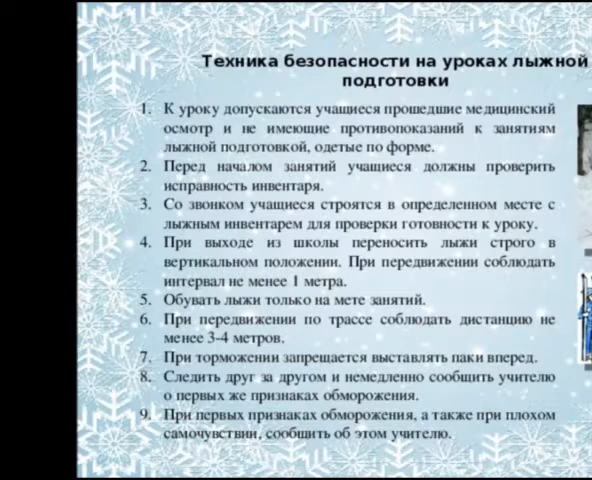 Техника безопасности на уроках лыжной
подготовки
1. К уроку допускаются учащиеся прошедшие медицинский
осмотр и не имеющие противопоказаний к занятиям
лыжной подготовкой, одетые по форме.
2. Перед началом занятий учащиеся должны проверить
исправность инвентаря.
3. Со звонком учащиеся строятся в определенном месте с
лыжным инвентарем для проверки готовности к уроку.
4. При выходе из школы переносить лыжи строго в
вертикальном положении. При передвижении соблюдать
интервал не менее 1 метра.
5. Обувать лыжи только на мете занятий.
6. При передвижении по трассе соблюдать дистанцию не
менее 3-4 метров.
7. При торможении запрещается выставлять паки вперед.
8. Следить друг за другом и немедленно сообщить учителю
о первых же признаках обморожения.
9. При первых признаках обморожения, а также при плохом
самочувствии, сообщить об этом учителю.